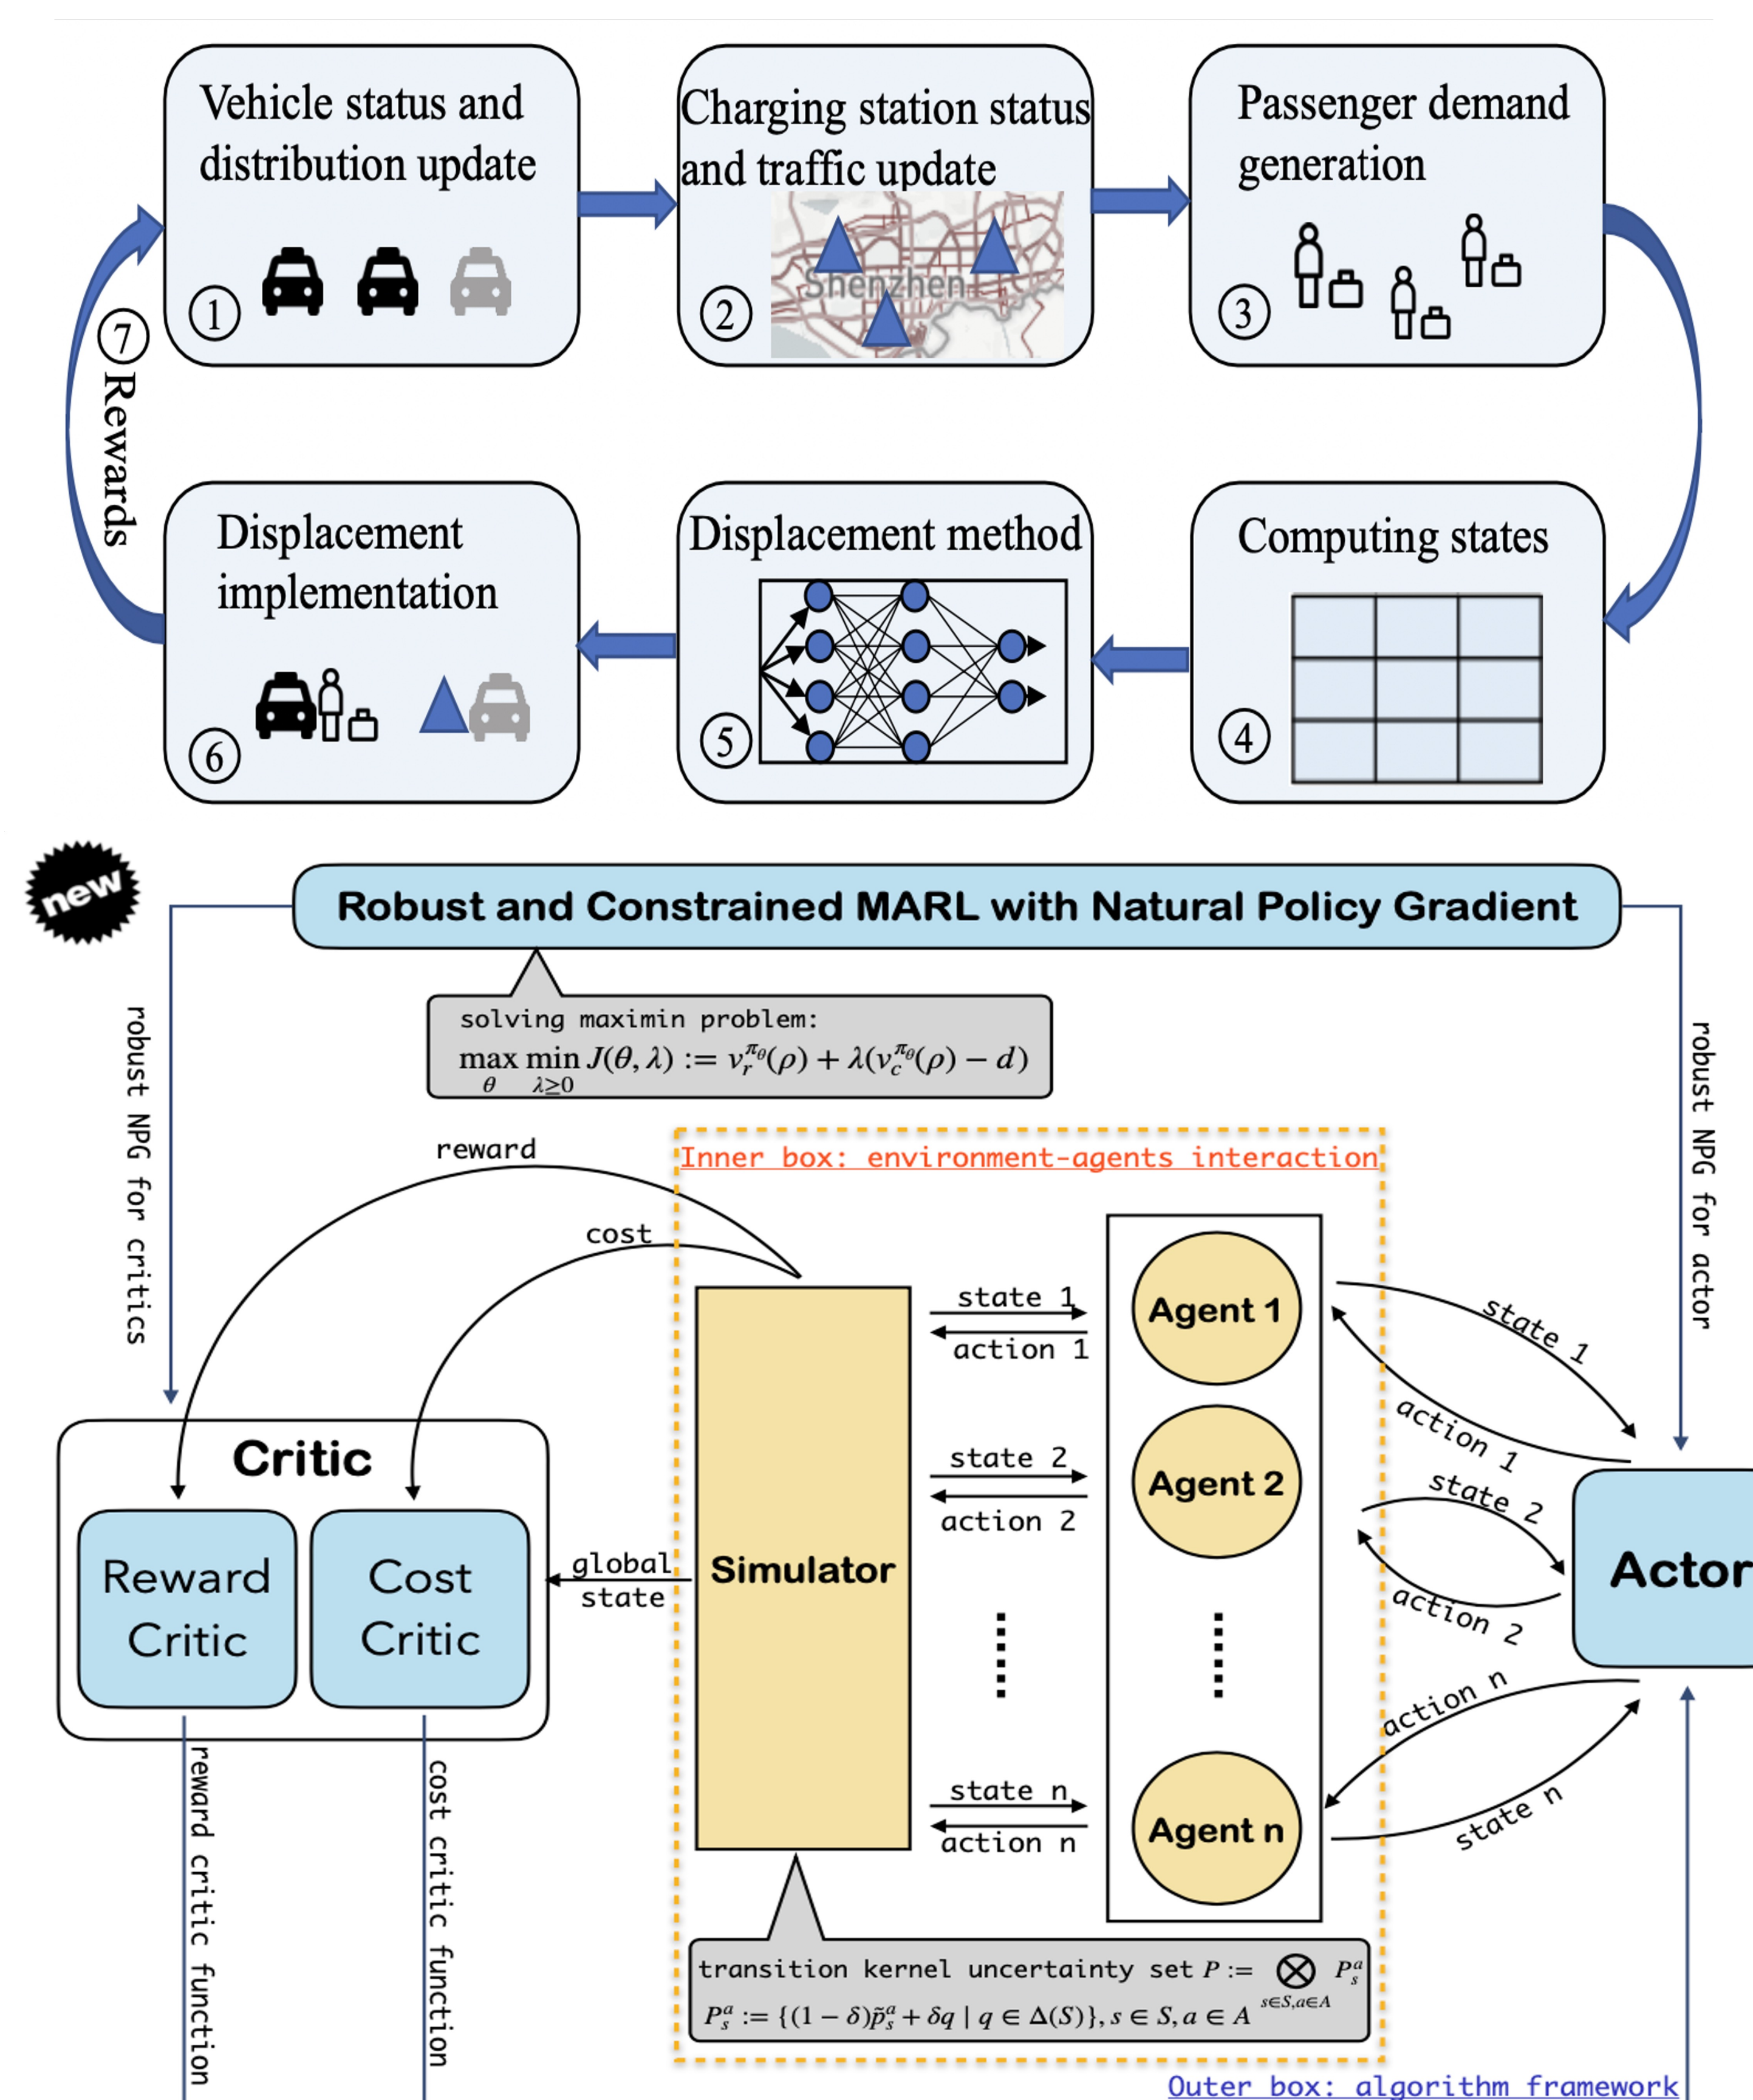 Vehicle status and
distribution update
①
Charging station status
and traffic update
Shenzhen
②
Passenger demand
generation
③
⑦ Rewards
Displacement
implementation
⑥
Displacement method
⑤
Computing states
④
new
Robust and Constrained MARL with Natural Policy Gradient
solving maximin problem:
max min J(θ, λ) := v_r^{π_θ}(ρ) + λ(v_c^{π_θ}(ρ) − d)
θ λ≥0
robust NPG for critics
robust NPG for actor
Inner box: environment-agents interaction
reward
cost
state 1
action 1
Agent 1
state 1
action 1
Critic
Reward
Critic
Cost
Critic
global
state
Simulator
state 2
action 2
Agent 2
state 2
action 2
Actor
state n
action n
Agent n
action n
state n
reward critic function
cost critic function
transition kernel uncertainty set P := ⊗ P_s^a
s∈S,a∈A
P_s^a := {(1 − δ)p̃_s^a + δq | q ∈ Δ(S)}, s ∈ S, a ∈ A
Outer box: algorithm framework